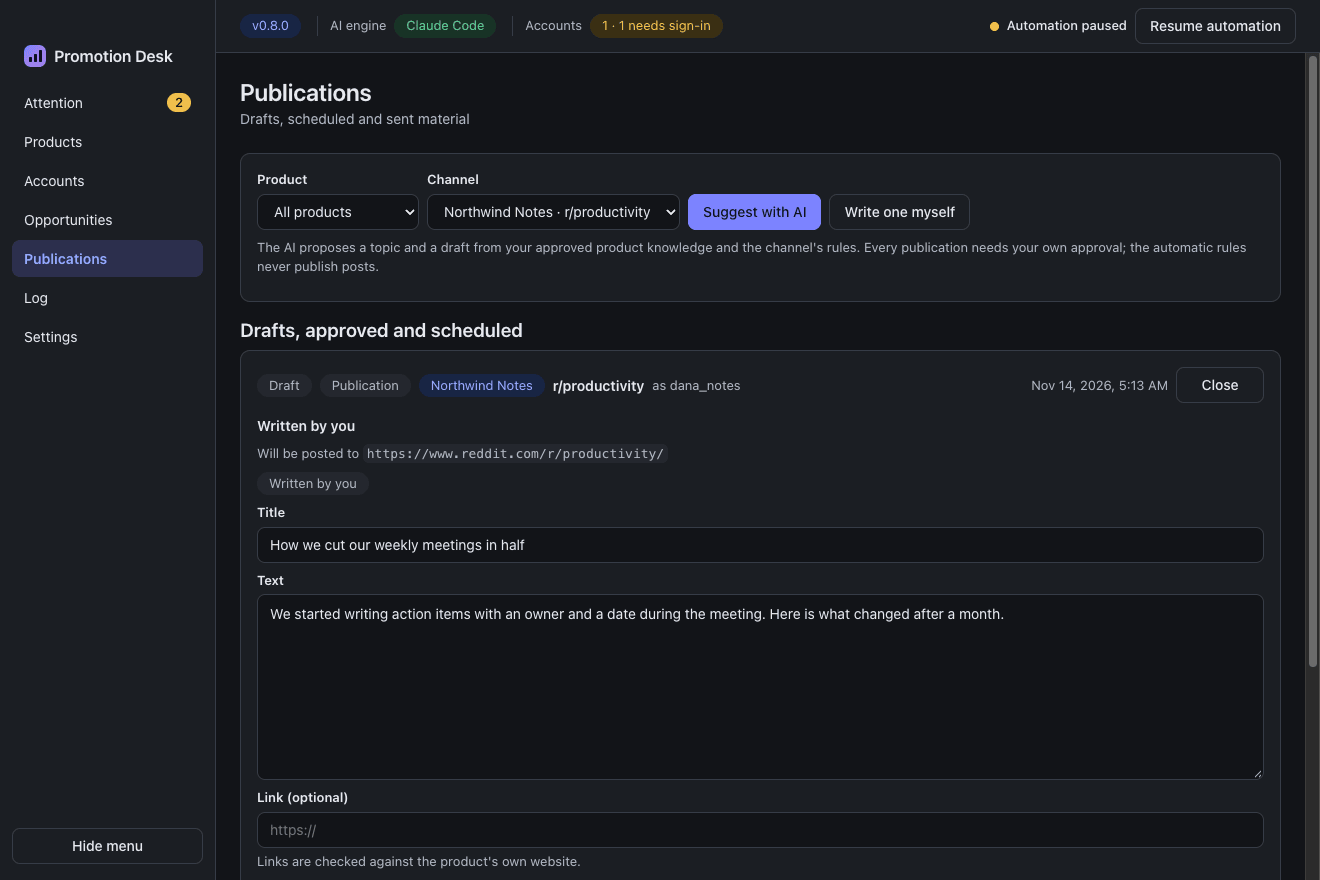 Promotion Desk
Attention 2
Products
Accounts
Opportunities
Publications
Log
Settings
Hide menu
v0.8.0 AI engine Claude Code Accounts 1 · 1 needs sign-in Automation paused Resume automation
Publications
Drafts, scheduled and sent material
Product Channel
All products Northwind Notes · r/productivity Suggest with AI Write one myself
The AI proposes a topic and a draft from your approved product knowledge and the channel's rules. Every publication needs your own approval; the automatic rules
never publish posts.
Drafts, approved and scheduled
Draft Publication Northwind Notes r/productivity as dana_notes Nov 14, 2026, 5:13 AM Close
Written by you
Will be posted to https://www.reddit.com/r/productivity/
Written by you
Title
How we cut our weekly meetings in half
Text
We started writing action items with an owner and a date during the meeting. Here is what changed after a month.
Link (optional)
https://
Links are checked against the product's own website.